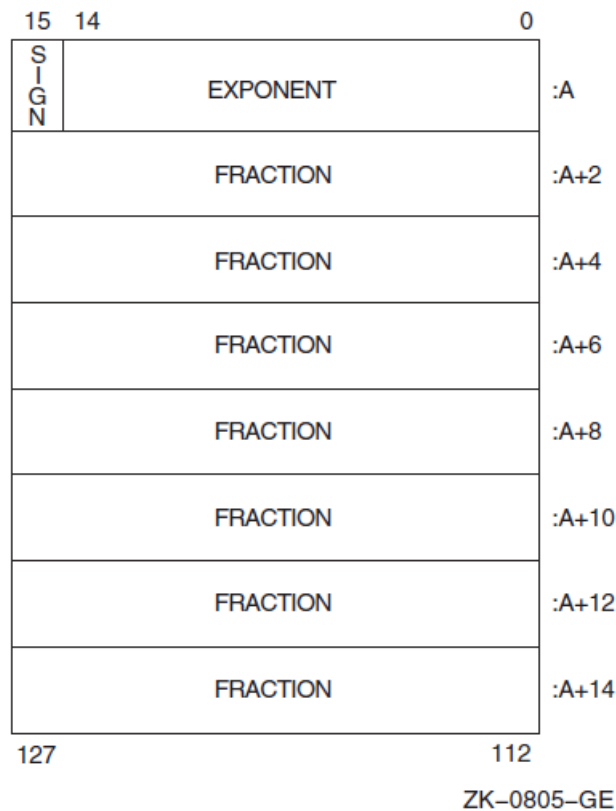 15 14 0
SIGN EXPONENT :A
FRACTION :A+2
FRACTION :A+4
FRACTION :A+6
FRACTION :A+8
FRACTION :A+10
FRACTION :A+12
FRACTION :A+14
127 112
ZK–0805–GE